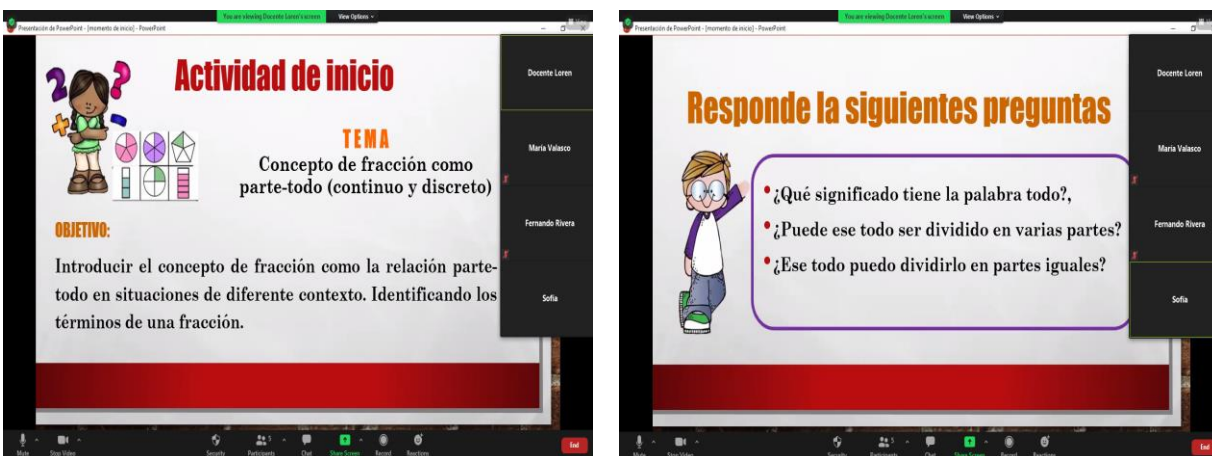 You are viewing Docente Loren's screen View Options
Presentación de PowerPoint - [momento de inicio] - PowerPoint
Actividad de inicio
TEMA
Concepto de fracción como
parte-todo (continuo y discreto)
OBJETIVO:
Introducir el concepto de fracción como la relación parte-
todo en situaciones de diferente contexto. Identificando los
términos de una fracción.
Docente Loren
María Valasco
Fernando Rivera
Sofía
Mute Stop Video Security Participants 5 Chat Share Screen Record Reactions End
You are viewing Docente Loren's screen View Options
Presentación de PowerPoint - [momento de inicio] - PowerPoint
Responde la siguientes preguntas
• ¿Qué significado tiene la palabra todo?,
• ¿Puede ese todo ser dividido en varias partes?
• ¿Ese todo puedo dividirlo en partes iguales?
Docente Loren
María Valasco
Fernando Rivera
Sofía
Mute Stop Video Security Participants 5 Chat Share Screen Record Reactions End